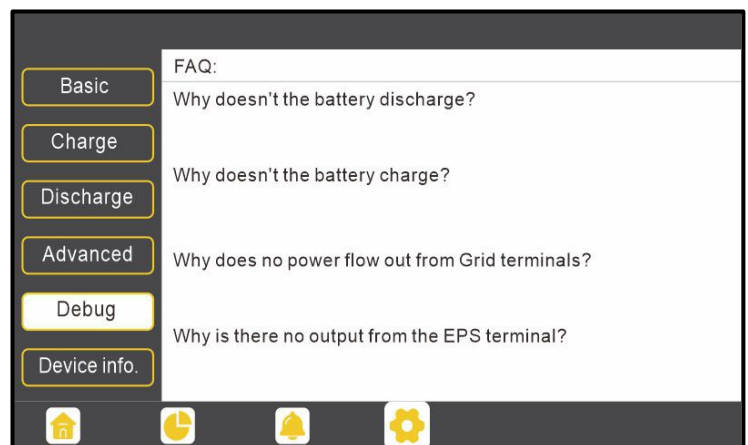 FAQ:
Basic
Why doesn't the battery discharge?
Charge
Why doesn't the battery charge?
Discharge
Advanced
Why does no power flow out from Grid terminals?
Debug
Why is there no output from the EPS terminal?
Device info.